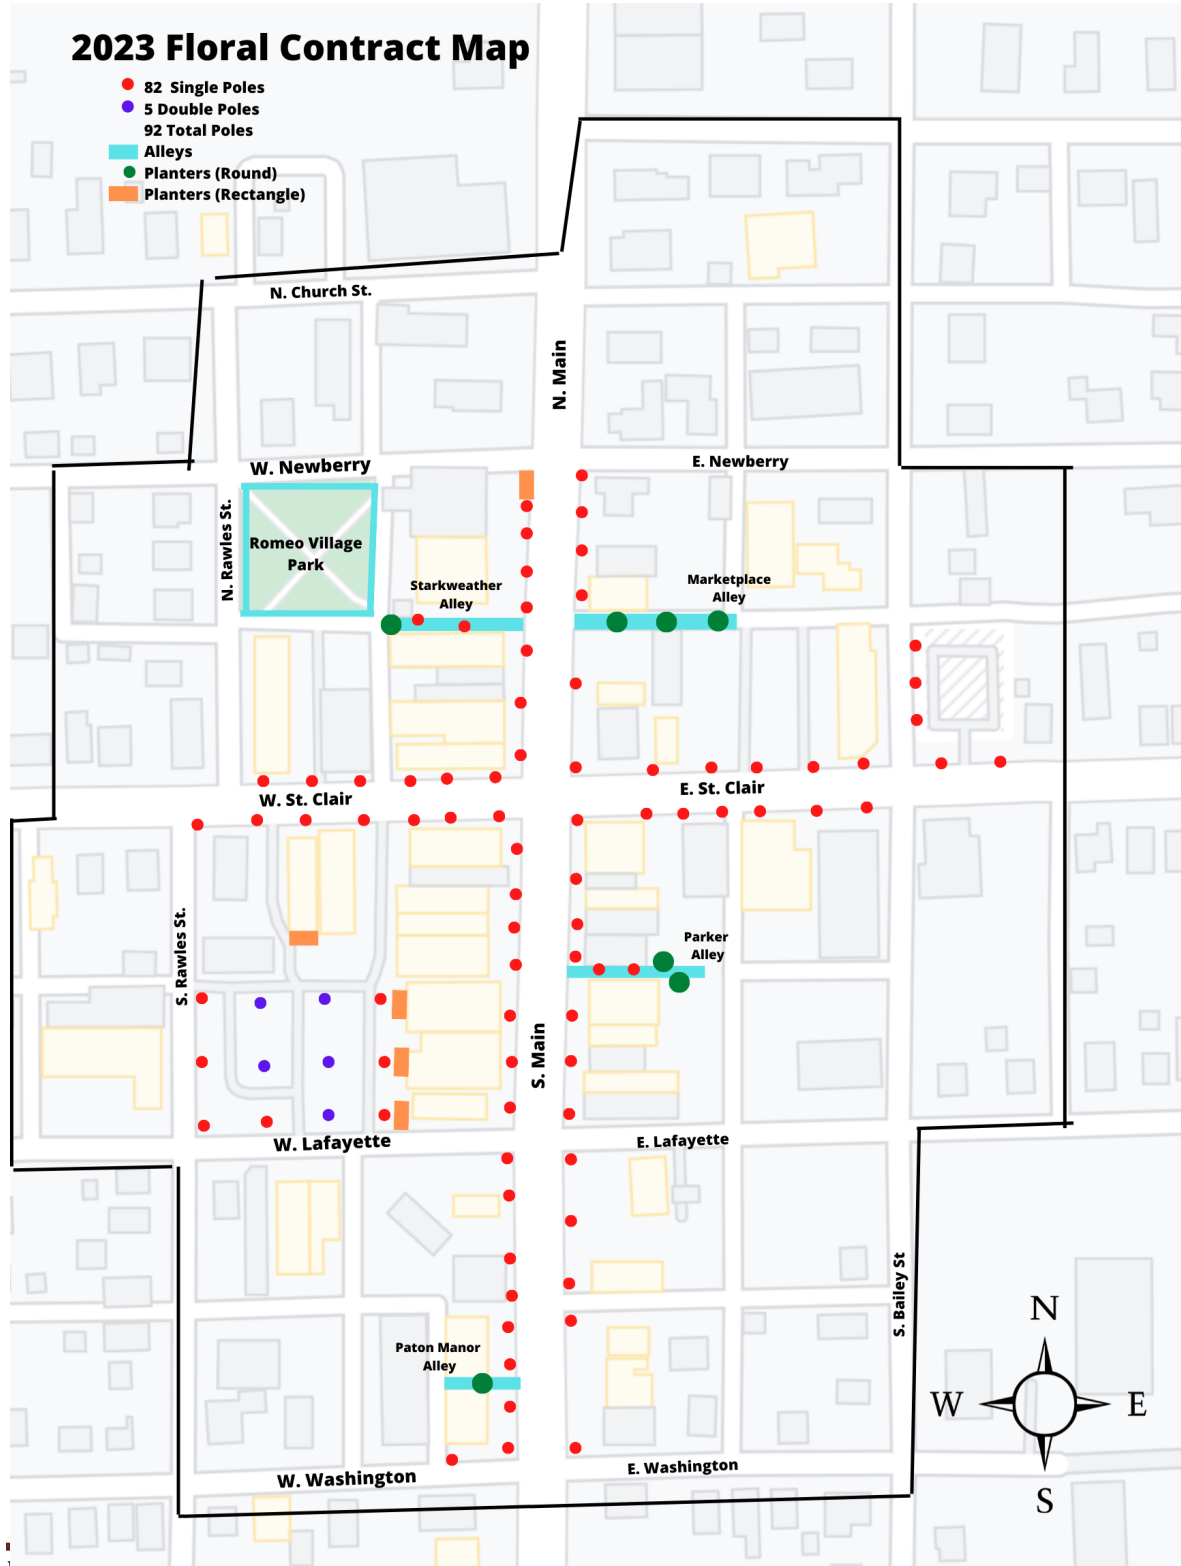 2023 Floral Contract Map
82 Single Poles
5 Double Poles
92 Total Poles
Alleys
Planters (Round)
Planters (Rectangle)
N. Church St.
N. Main
W. Newberry
E. Newberry
N. Rawles St.
Romeo Village
Park
Starkweather
Alley
Marketplace
Alley
W. St. Clair
E. St. Clair
S. Rawles St.
Parker
Alley
S. Main
W. Lafayette
E. Lafayette
S. Bailey St
Paton Manor
Alley
W. Washington
E. Washington
N
W
E
S